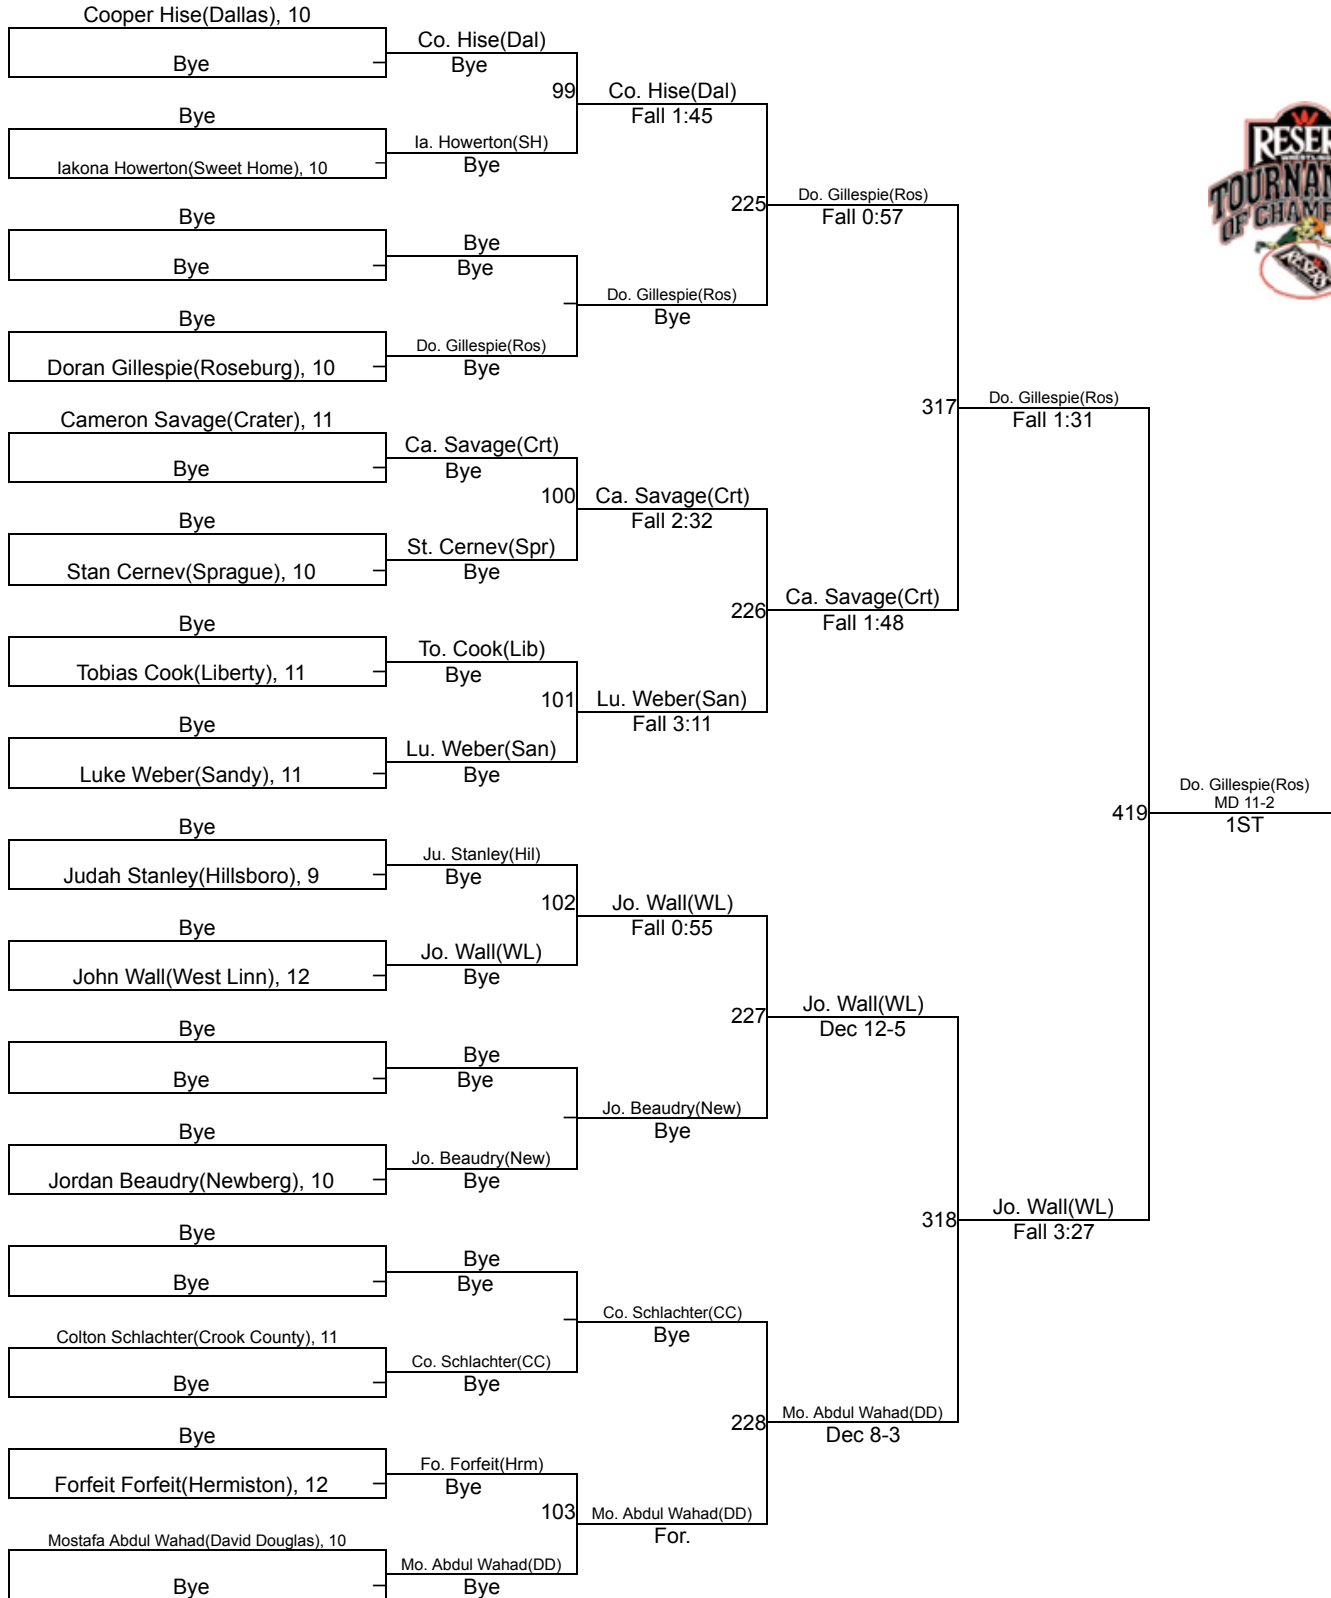 Cooper Hise(Dallas), 10
Bye
Co. Hise(Dal)
Bye
99
Co. Hise(Dal)
Fall 1:45
Bye
Iakona Howerton(Sweet Home), 10
Ia. Howerton(SH)
Bye
225
Do. Gillespie(Ros)
Fall 0:57
Bye
Bye
Bye
Bye
Do. Gillespie(Ros)
Bye
Bye
Doran Gillespie(Roseburg), 10
Do. Gillespie(Ros)
Bye
317
Do. Gillespie(Ros)
Fall 1:31
Cameron Savage(Crater), 11
Bye
Ca. Savage(Crt)
Bye
100
Ca. Savage(Crt)
Fall 2:32
Bye
Stan Cernev(Sprague), 10
St. Cernev(Spr)
Bye
226
Ca. Savage(Crt)
Fall 1:48
Bye
Tobias Cook(Liberty), 11
To. Cook(Lib)
Bye
101
Lu. Weber(San)
Fall 3:11
Bye
Luke Weber(Sandy), 11
Lu. Weber(San)
Bye
419
Do. Gillespie(Ros)
MD 11-2
1ST
Bye
Judah Stanley(Hillsboro), 9
Ju. Stanley(Hil)
Bye
102
Jo. Wall(WL)
Fall 0:55
Bye
John Wall(West Linn), 12
Jo. Wall(WL)
Bye
227
Jo. Wall(WL)
Dec 12-5
Bye
Bye
Bye
Bye
Jo. Beaudry(New)
Bye
Bye
Jordan Beaudry(Newberg), 10
Jo. Beaudry(New)
Bye
318
Jo. Wall(WL)
Fall 3:27
Bye
Bye
Bye
Bye
Co. Schlachter(CC)
Bye
Colton Schlachter(Crook County), 11
Bye
Co. Schlachter(CC)
Bye
228
Mo. Abdul Wahad(DD)
Dec 8-3
Bye
Forfeit Forfeit(Hermiston), 12
Fo. Forfeit(Hrm)
Bye
103
Mo. Abdul Wahad(DD)
For.
Mostafa Abdul Wahad(David Douglas), 10
Bye
Mo. Abdul Wahad(DD)
Bye
RESER
TOURNAM
OF CHAMP